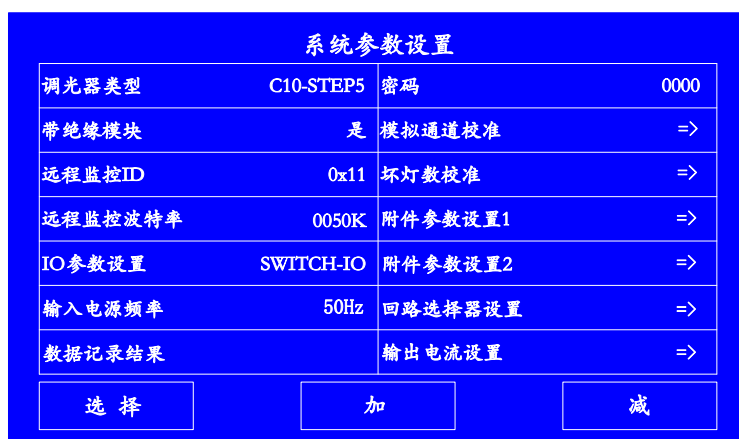 系统参数设置
调光器类型 C10-STEP5 密码 0000
带绝缘模块 是 模拟通道校准 =>
远程监控ID 0x11 坏灯数校准 =>
远程监控波特率 0050K 附件参数设置1 =>
IO参数设置 SWITCH-IO 附件参数设置2 =>
输入电源频率 50Hz 回路选择器设置 =>
数据记录结果 输出电流设置 =>
选 择 加 减